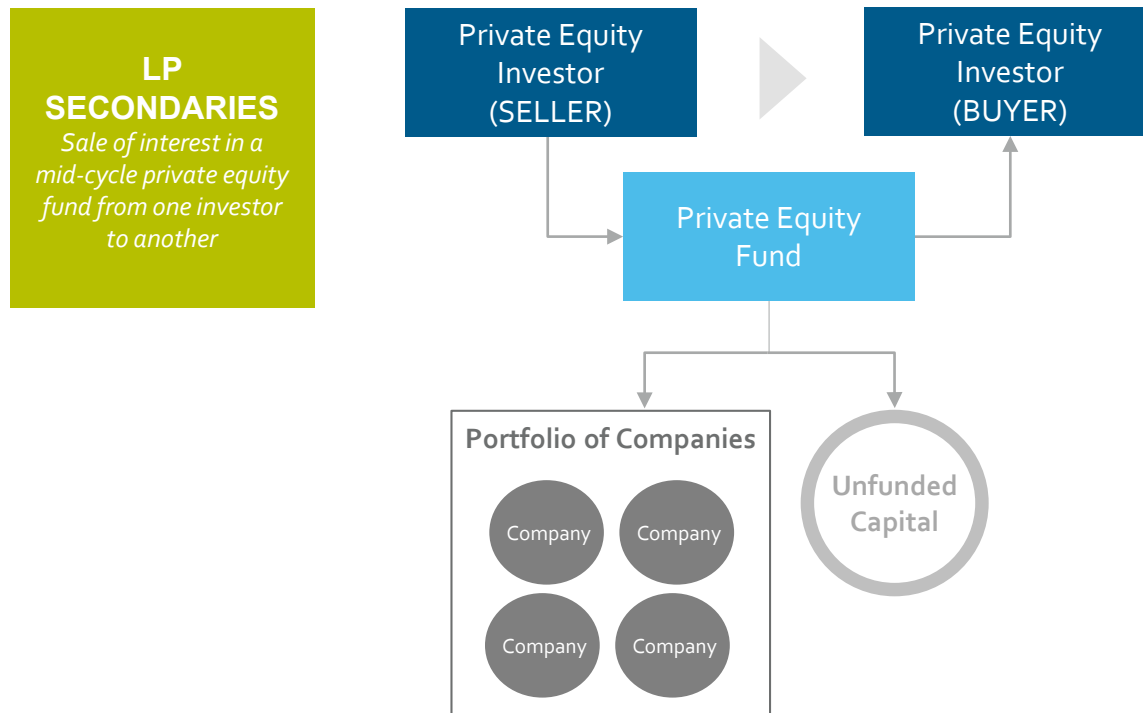 LP
SECONDARIES
Sale of interest in a
mid-cycle private equity
fund from one investor
to another
Private Equity
Investor
(SELLER)
Private Equity
Investor
(BUYER)
Private Equity
Fund
Portfolio of Companies
Company
Company
Company
Company
Unfunded
Capital